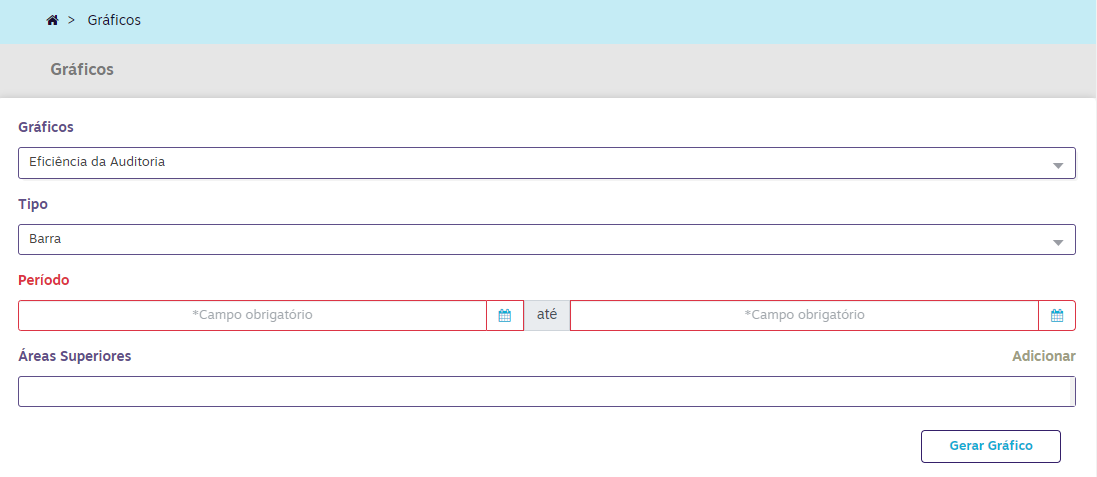 > Gráficos
Gráficos
Gráficos
Eficiência da Auditoria
Tipo
Barra
Período
*Campo obrigatório até *Campo obrigatório
Áreas Superiores Adicionar
Gerar Gráfico